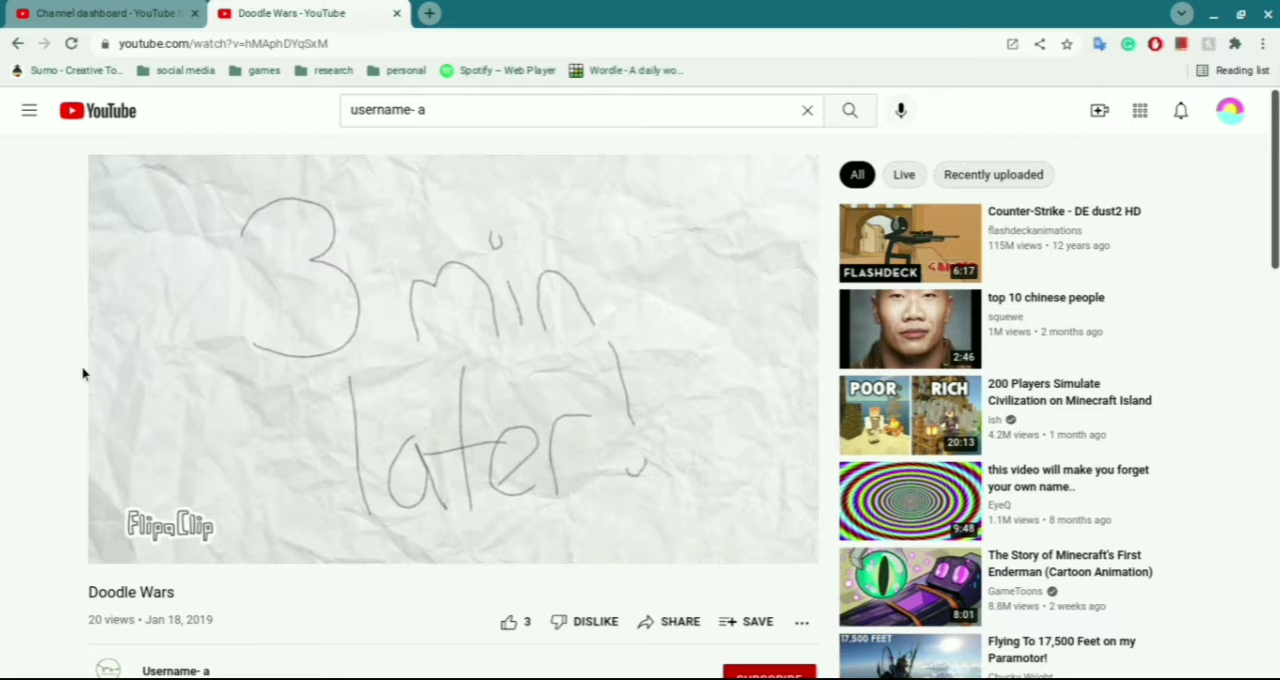 Channel dashboard - YouTube S
Doodle Wars - YouTube
youtube.com/watch?v=hMAphDYqSxM
Sumo - Creative To...
social media
games
research
personal
Spotify – Web Player
Wordle - A daily wo...
Reading list
YouTube
username- a
3 min
later!
FlipaClip
All
Live
Recently uploaded
Counter-Strike - DE dust2 HD
flashdeckanimations
115M views • 12 years ago
FLASHDECK
6:17
top 10 chinese people
squewe
1M views • 2 months ago
2:46
POOR RICH
200 Players Simulate
Civilization on Minecraft Island
ish
4.2M views • 1 month ago
20:13
this video will make you forget
your own name..
EyeQ
1.1M views • 8 months ago
9:48
The Story of Minecraft's First
Enderman (Cartoon Animation)
GameToons
8.8M views • 2 weeks ago
8:01
17,500 FEET
Flying To 17,500 Feet on my
Paramotor!
Chucky Wright
Doodle Wars
20 views • Jan 18, 2019
3
DISLIKE
SHARE
SAVE
Username- a
SUBSCRIBE